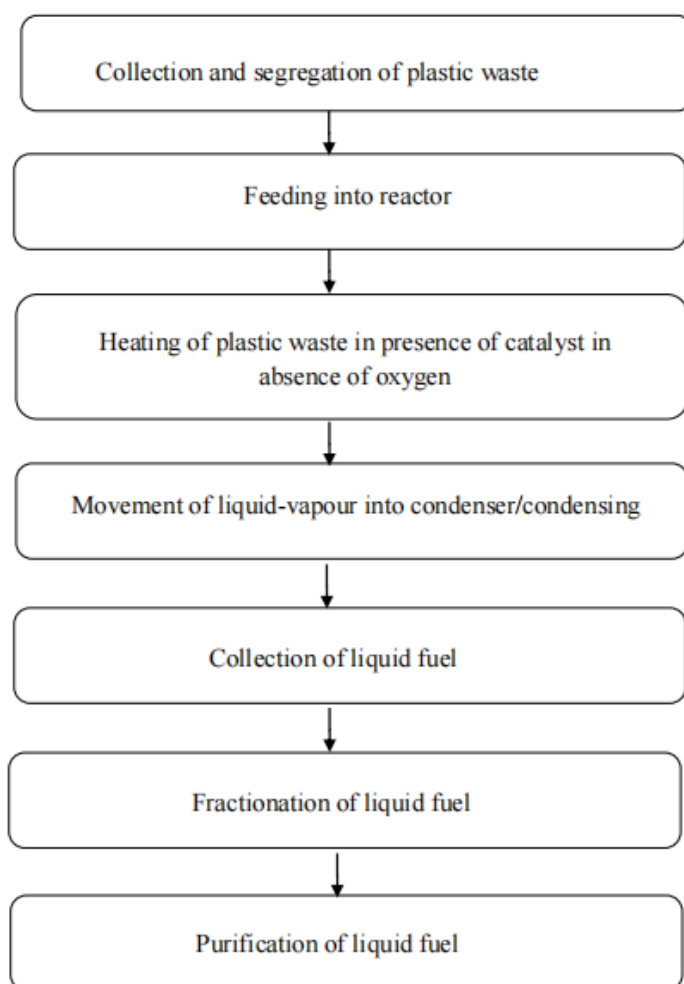 Collection and segregation of plastic waste
Feeding into reactor
Heating of plastic waste in presence of catalyst in
absence of oxygen
Movement of liquid-vapour into condenser/condensing
Collection of liquid fuel
Fractionation of liquid fuel
Purification of liquid fuel